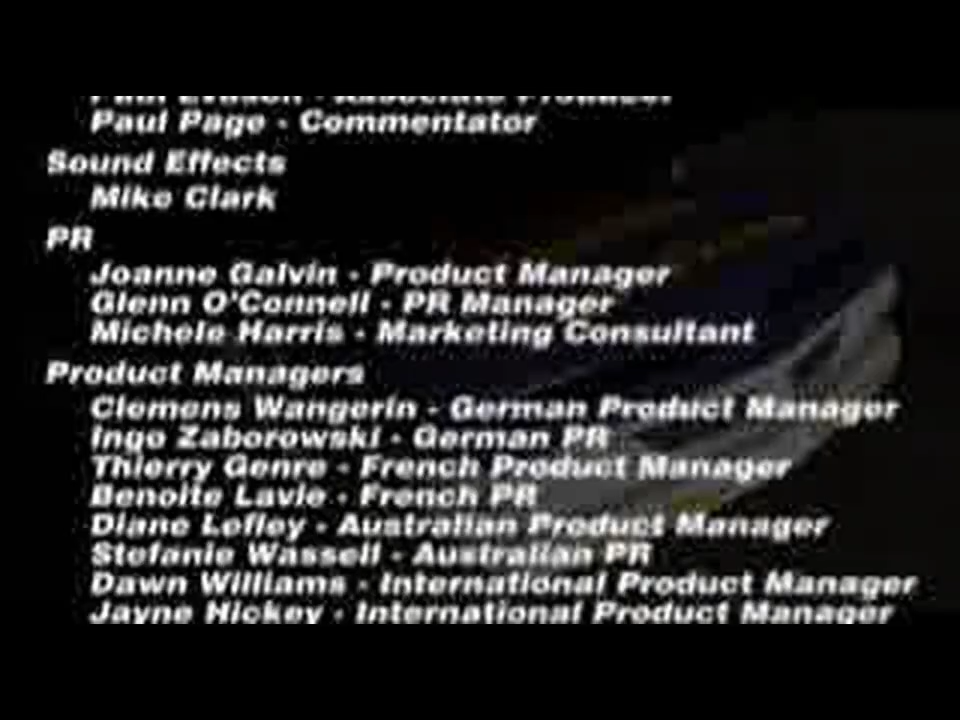 Paul Page - Commentator
Sound Effects
Mike Clark
PR
Joanne Galvin - Product Manager
Glenn O'Connell - PR Manager
Michele Harris - Marketing Consultant
Product Managers
Clemens Wangerin - German Product Manager
Ingo Zaborowski - German PR
Thierry Genre - French Product Manager
Benoite Lavie - French PR
Diane Lefley - Australian Product Manager
Stefanie Wassell - Australian PR
Dawn Williams - International Product Manager
Jayne Hickey - International Product Manager